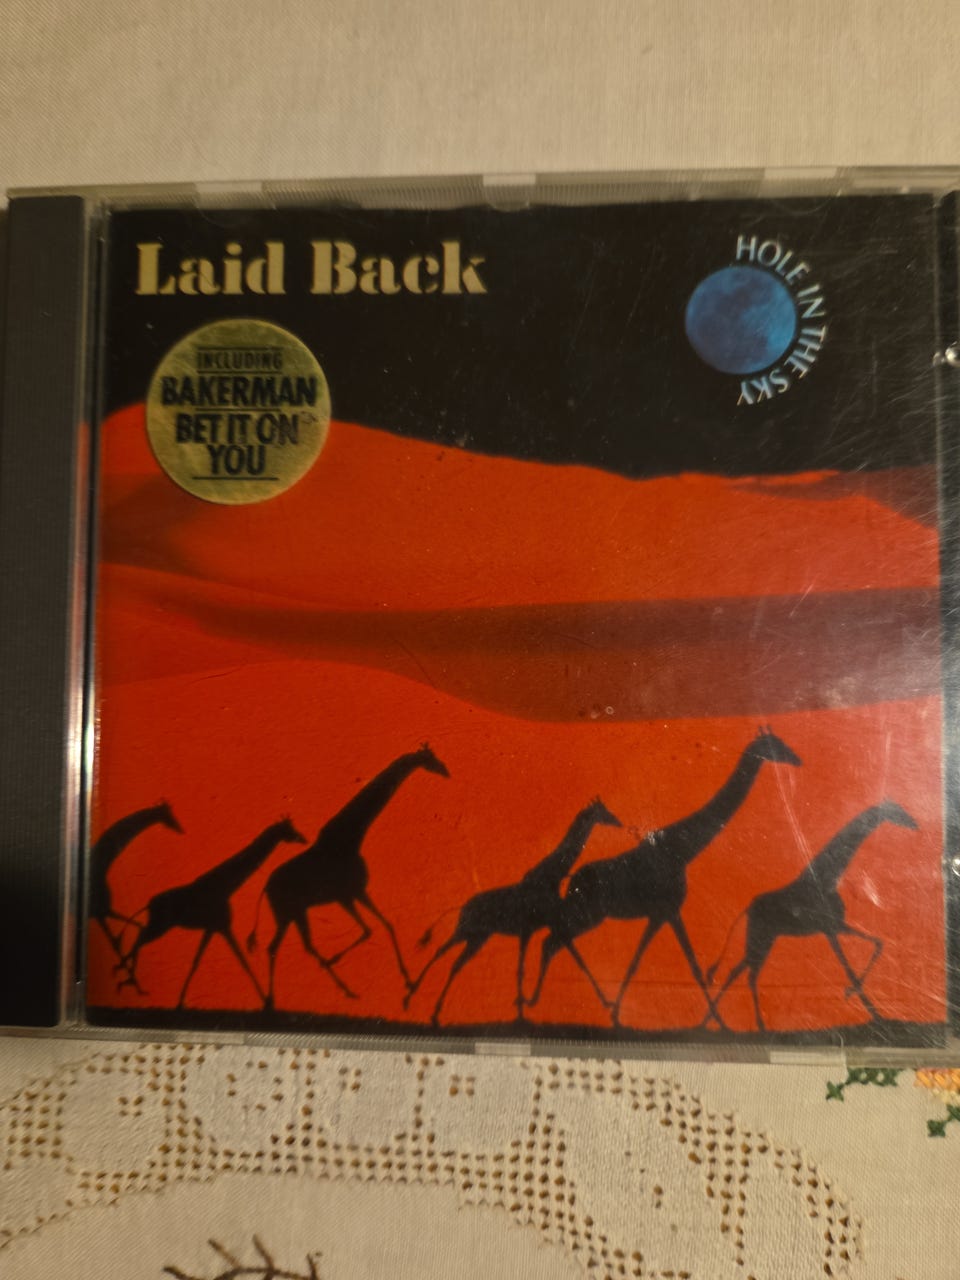 Laid Back
HOLE IN THE SKY
INCLUDING
BAKERMAN
BET IT ON
YOU